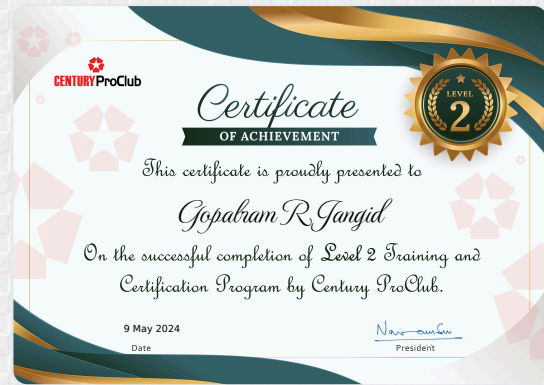 CENTURY ProClub
LEVEL
2
Certificate
OF ACHIEVEMENT
This certificate is proudly presented to
Gopalram R Jangid
On the successful completion of Level 2 Training and
Certification Program by Century ProClub.
9 May 2024
Date
President